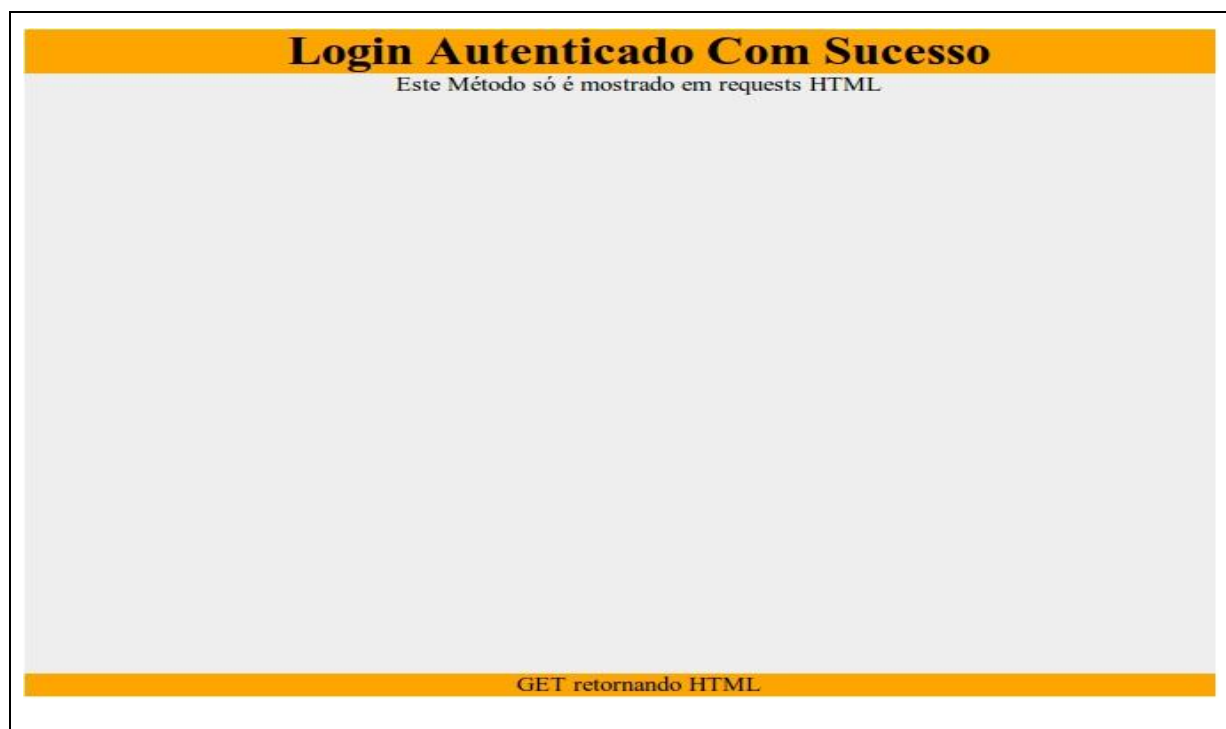 Login Autenticado Com Sucesso
Este Método só é mostrado em requests HTML
GET retornando HTML